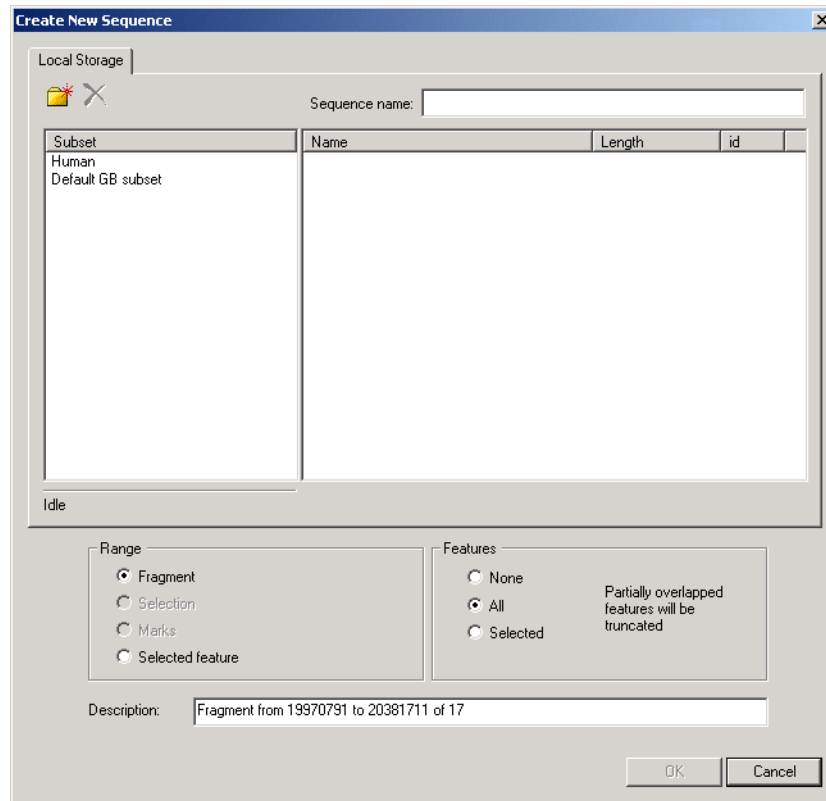 Create New Sequence
Local Storage
Sequence name:
Subset
Name
Length
id
Human
Default GB subset
Idle
Range
Fragment
Selection
Marks
Selected feature
Features
None
All
Selected
Partially overlapped
features will be
truncated
Description:
Fragment from 19970791 to 20381711 of 17
OK
Cancel